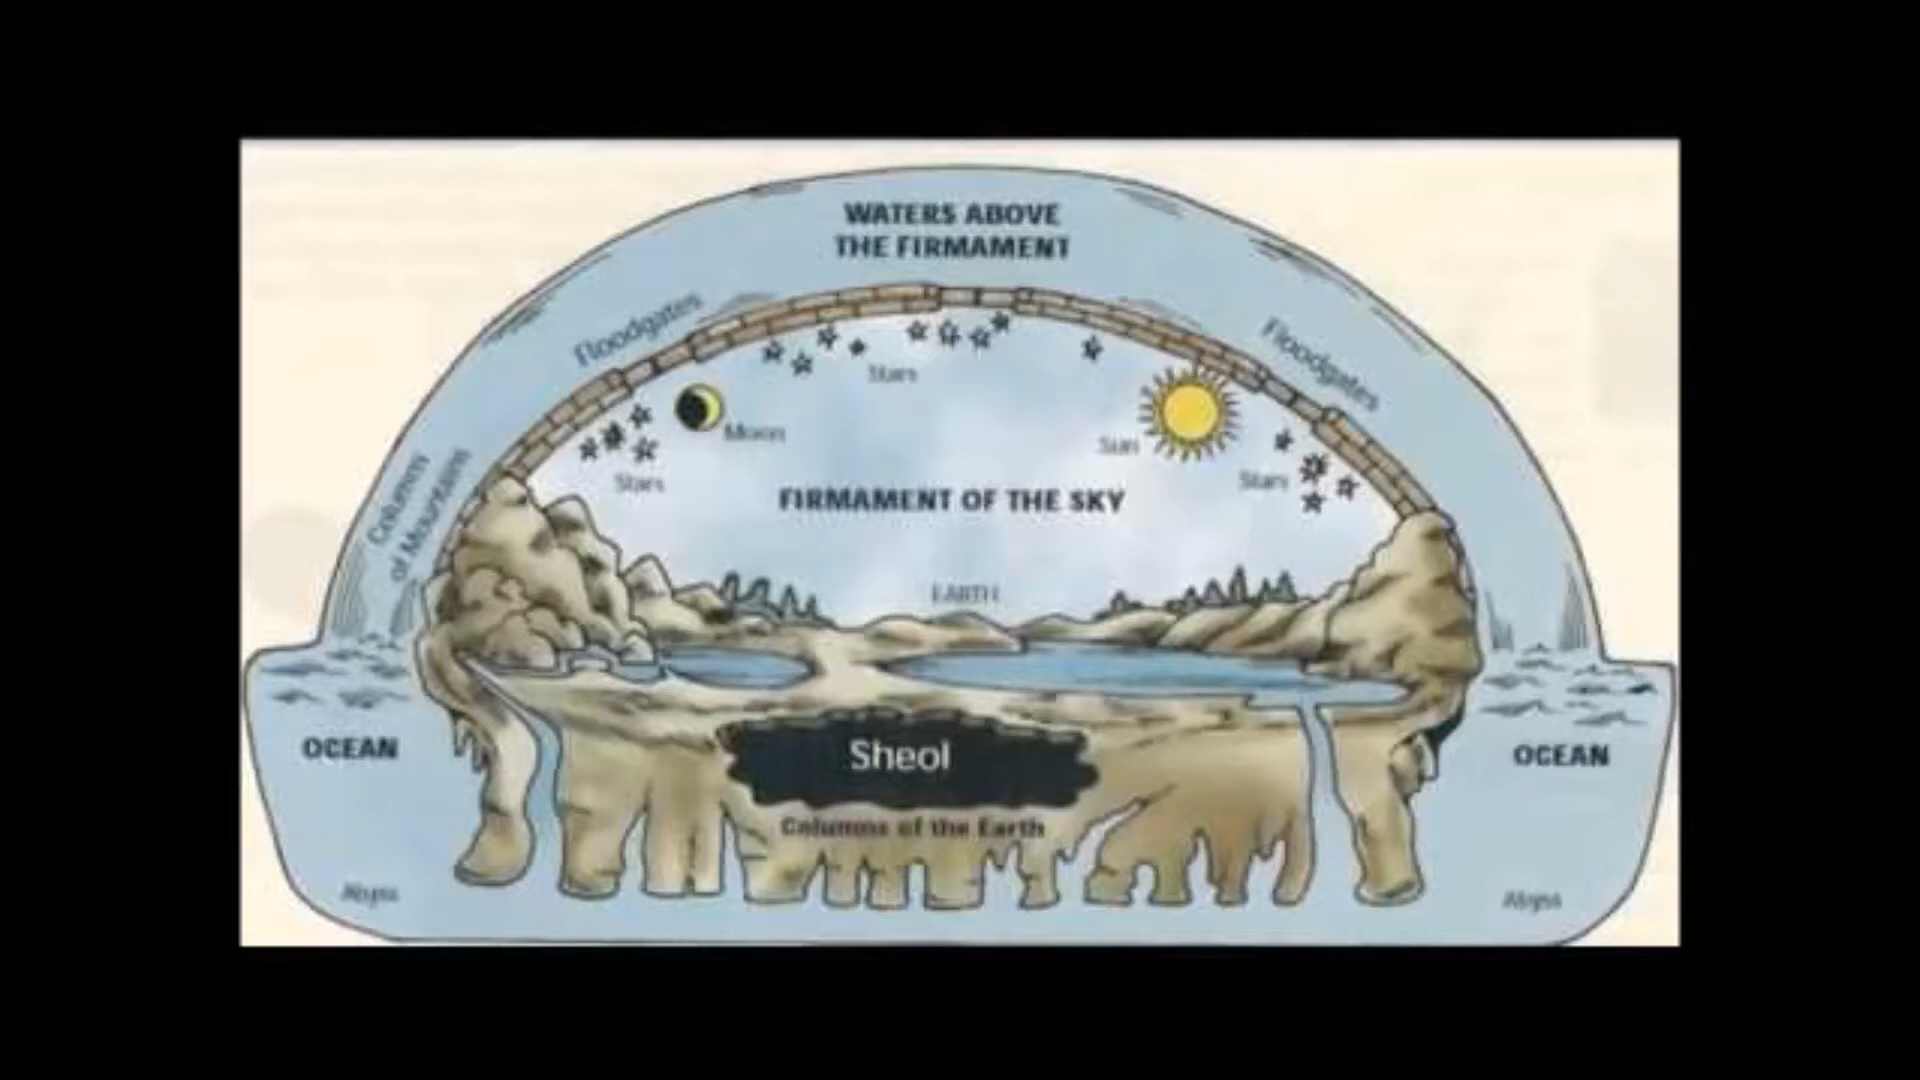 WATERS ABOVE
THE FIRMAMENT
Floodgates
Floodgates
Stars
Moon
Sun
Columns
of Mountains
Stars
Stars
FIRMAMENT OF THE SKY
EARTH
OCEAN
Sheol
OCEAN
Columns of the Earth
Abyss
Abyss